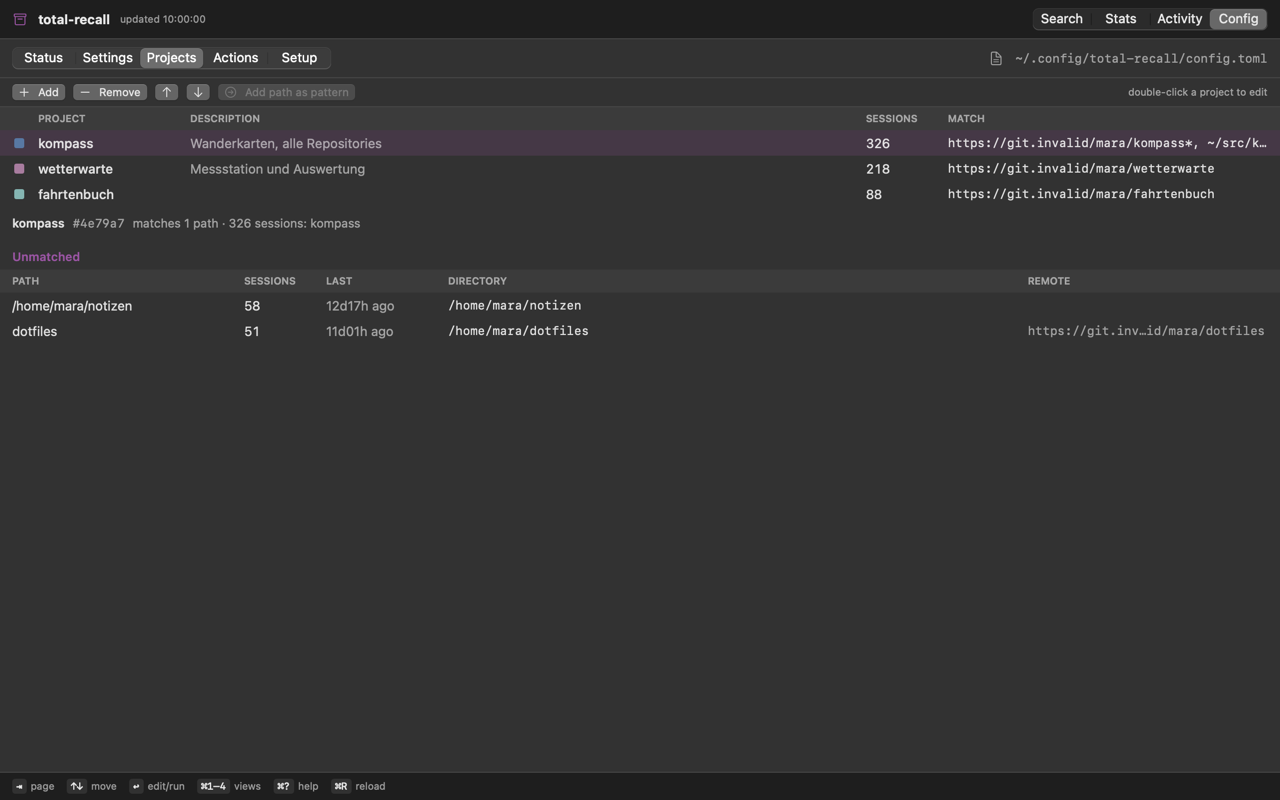 total-recall updated 10:00:00 Search Stats Activity Config
Status Settings Projects Actions Setup ~/.config/total-recall/config.toml
+ Add − Remove ↑ ↓ Add path as pattern double-click a project to edit
PROJECT DESCRIPTION SESSIONS MATCH
kompass Wanderkarten, alle Repositories 326 https://git.invalid/mara/kompass*, ~/src/k…
wetterwarte Messstation und Auswertung 218 https://git.invalid/mara/wetterwarte
fahrtenbuch 88 https://git.invalid/mara/fahrtenbuch
kompass #4e79a7 matches 1 path · 326 sessions: kompass
Unmatched
PATH SESSIONS LAST DIRECTORY REMOTE
/home/mara/notizen 58 12d17h ago /home/mara/notizen
dotfiles 51 11d01h ago /home/mara/dotfiles https://git.inv…id/mara/dotfiles
⇥ page ↑↓ move ↩ edit/run ⌘1–4 views ⌘? help ⌘R reload